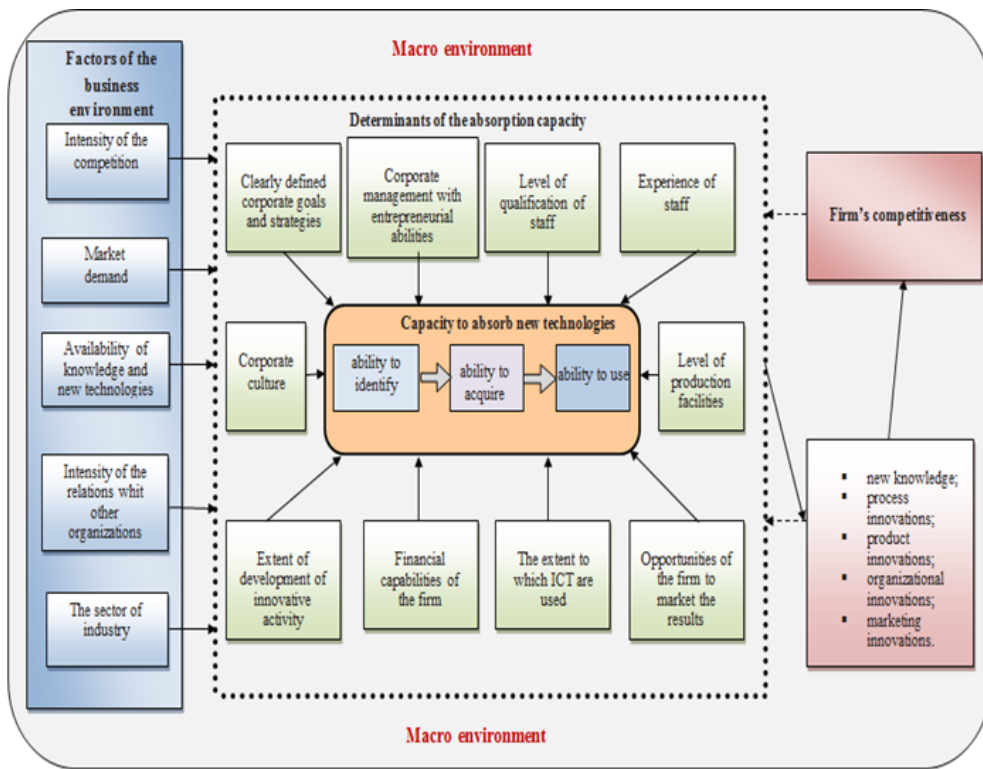 Macro environment
Factors of the
business
environment
Intensity of the
competition
Market
demand
Availability of
knowledge and
new technologies
Intensity of the
relations whit
other
organizations
The sector of
industry
Determinants of the absorption capacity
Clearly defined
corporate goals
and strategies
Corporate
management with
entrepreneurial
abilities
Level of
qualification of
staff
Experience of
staff
Corporate
culture
Capacity to absorb new technologies
ability to
identify
ability to
acquire
ability to use
Level of
production
facilities
Extent of
development of
innovative
activity
Financial
capabilities of
the firm
The extent to
which ICT are
used
Opportunities of
the firm to
market the
results
Firm's competitiveness
▪ new knowledge;
▪ process
innovations;
▪ product
innovations;
▪ organizational
innovations;
▪ marketing
innovations.
Macro environment